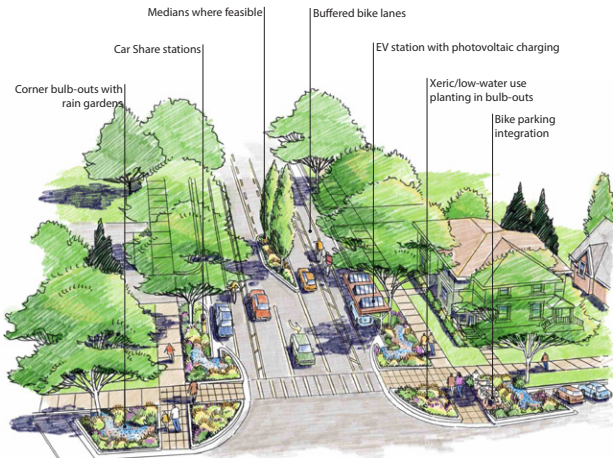 Medians where feasible
Buffered bike lanes
Car Share stations
EV station with photovoltaic charging
Corner bulb-outs with
rain gardens
Xeric/low-water use
planting in bulb-outs
Bike parking
integration